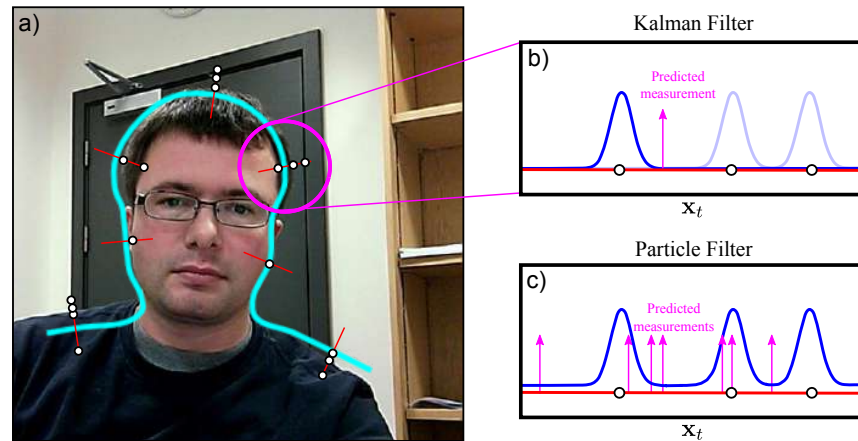 a)
Kalman Filter
b)
Predicted
measurement
x_t
Particle Filter
c)
Predicted
measurements
x_t